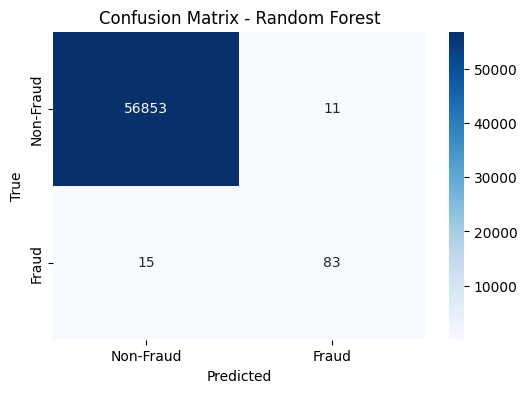 Confusion Matrix - Random Forest
True
Non-Fraud
56853
11
Fraud
15
83
Non-Fraud
Fraud
Predicted
50000
40000
30000
20000
10000